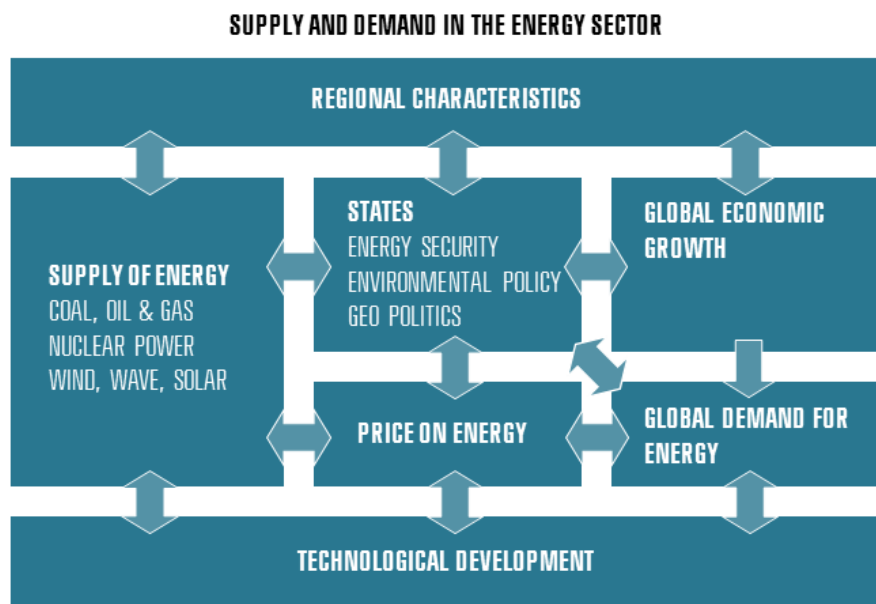 SUPPLY AND DEMAND IN THE ENERGY SECTOR
REGIONAL CHARACTERISTICS
SUPPLY OF ENERGY
COAL, OIL & GAS
NUCLEAR POWER
WIND, WAVE, SOLAR
STATES
ENERGY SECURITY
ENVIRONMENTAL POLICY
GEO POLITICS
GLOBAL ECONOMIC
GROWTH
PRICE ON ENERGY
GLOBAL DEMAND FOR
ENERGY
TECHNOLOGICAL DEVELOPMENT